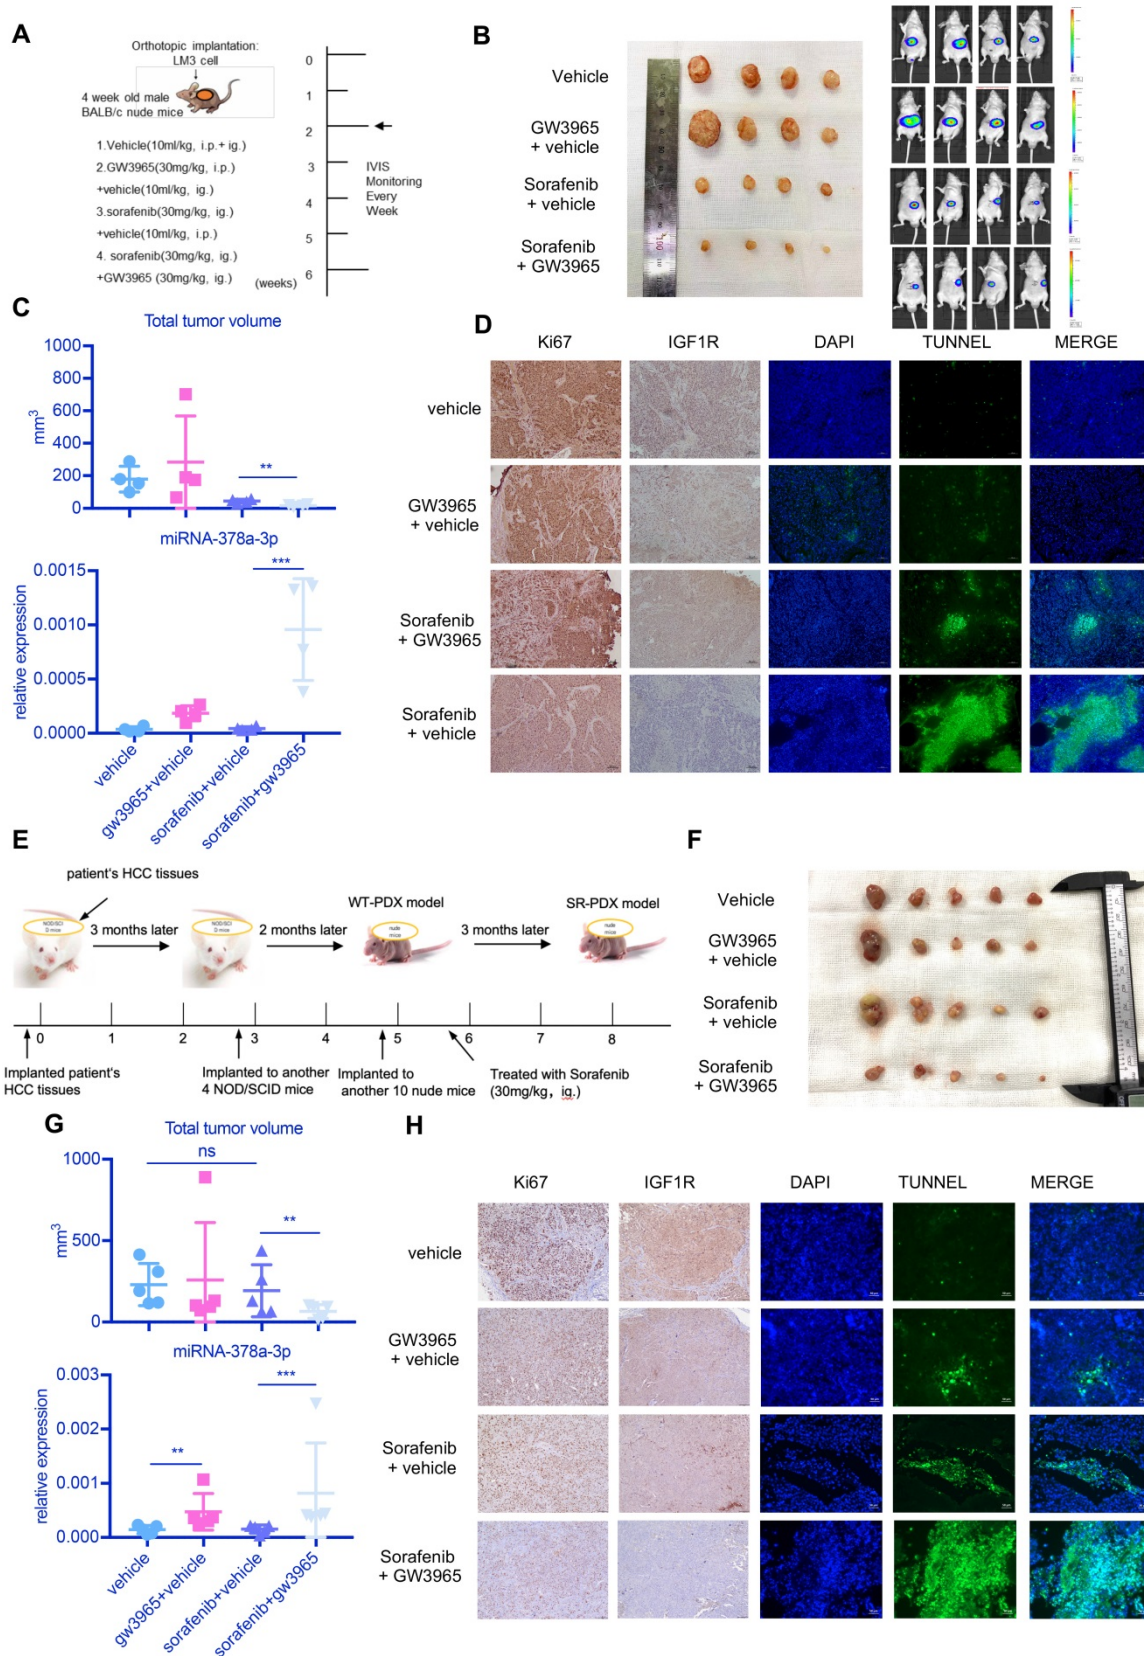 A
Orthotopic implantation:
LM3 cell
4 week old male
BALB/c nude mice
1.Vehicle(10ml/kg, i.p.+ ig.)
2.GW3965(30mg/kg, i.p.)
+vehicle(10ml/kg, ig.)
3.sorafenib(30mg/kg, ig.)
+vehicle(10ml/kg, i.p.)
4. sorafenib(30mg/kg, ig.)
+GW3965 (30mg/kg, ig.)
(weeks)
0
1
2
3
4
5
6
IVIS
Monitoring
Every
Week
B
Vehicle
GW3965
+ vehicle
Sorafenib
+ vehicle
Sorafenib
+ GW3965
C
Total tumor volume
mm3
1000
800
600
400
200
0
**
miRNA-378a-3p
relative expression
0.0015
0.0010
0.0005
0.0000
***
vehicle
gw3965+vehicle
sorafenib+vehicle
sorafenib+gw3965
D
Ki67 IGF1R DAPI TUNNEL MERGE
vehicle
GW3965
+ vehicle
Sorafenib
+ GW3965
Sorafenib
+ vehicle
E
patient's HCC tissues
NOD/SCI
D mice
3 months later
NOD/SCI
D mice
2 months later
WT-PDX model
nude
mice
3 months later
SR-PDX model
nude
mice
0 1 2 3 4 5 6 7 8
Implanted patient's
HCC tissues
Implanted to another
4 NOD/SCID mice
Implanted to
another 10 nude mice
Treated with Sorafenib
(30mg/kg, ig.)
F
Vehicle
GW3965
+ vehicle
Sorafenib
+ vehicle
Sorafenib
+ GW3965
G
Total tumor volume
mm3
1000
500
0
ns
**
miRNA-378a-3p
relative expression
0.003
0.002
0.001
0.000
**
***
vehicle
gw3965+vehicle
sorafenib+vehicle
sorafenib+gw3965
H
Ki67 IGF1R DAPI TUNNEL MERGE
vehicle
GW3965
+ vehicle
Sorafenib
+ vehicle
Sorafenib
+ GW3965